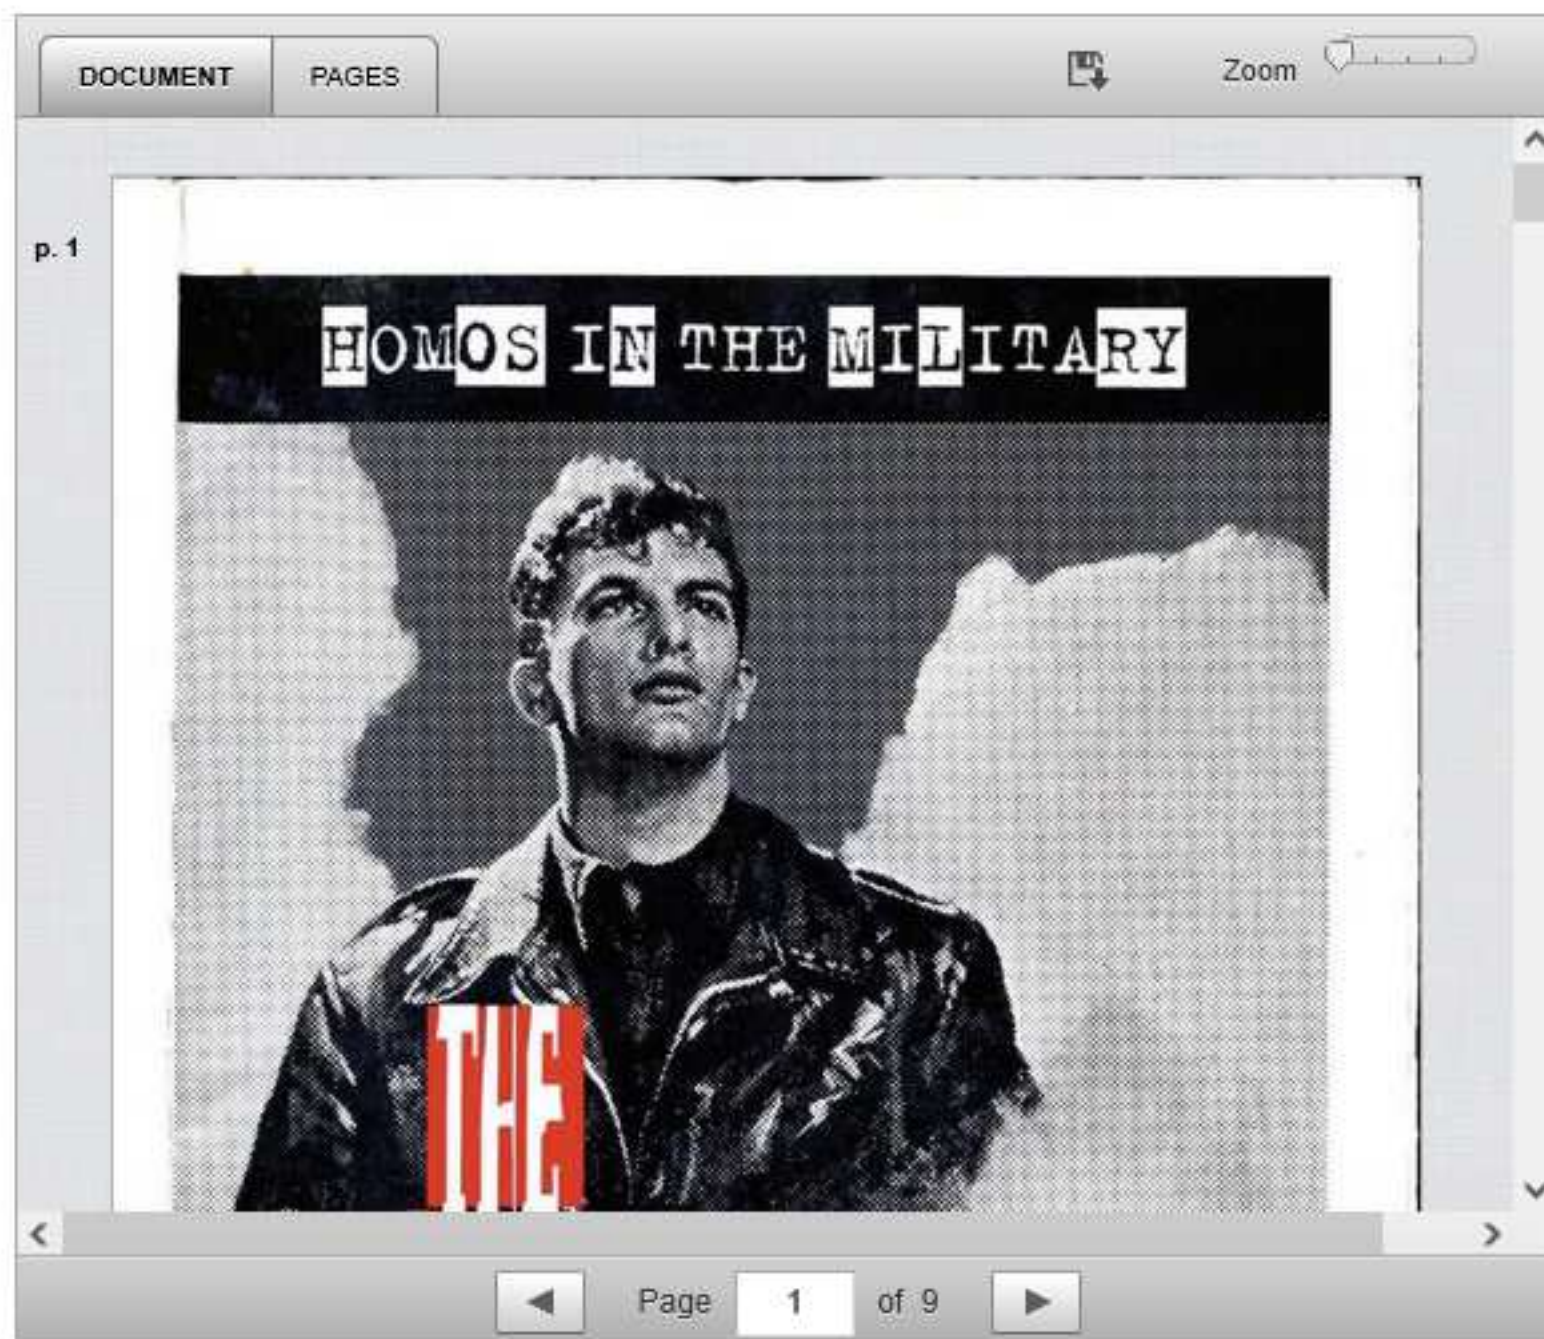 DOCUMENT PAGES Zoom
p. 1
HOMOS IN THE MILITARY
THE
Page 1 of 9